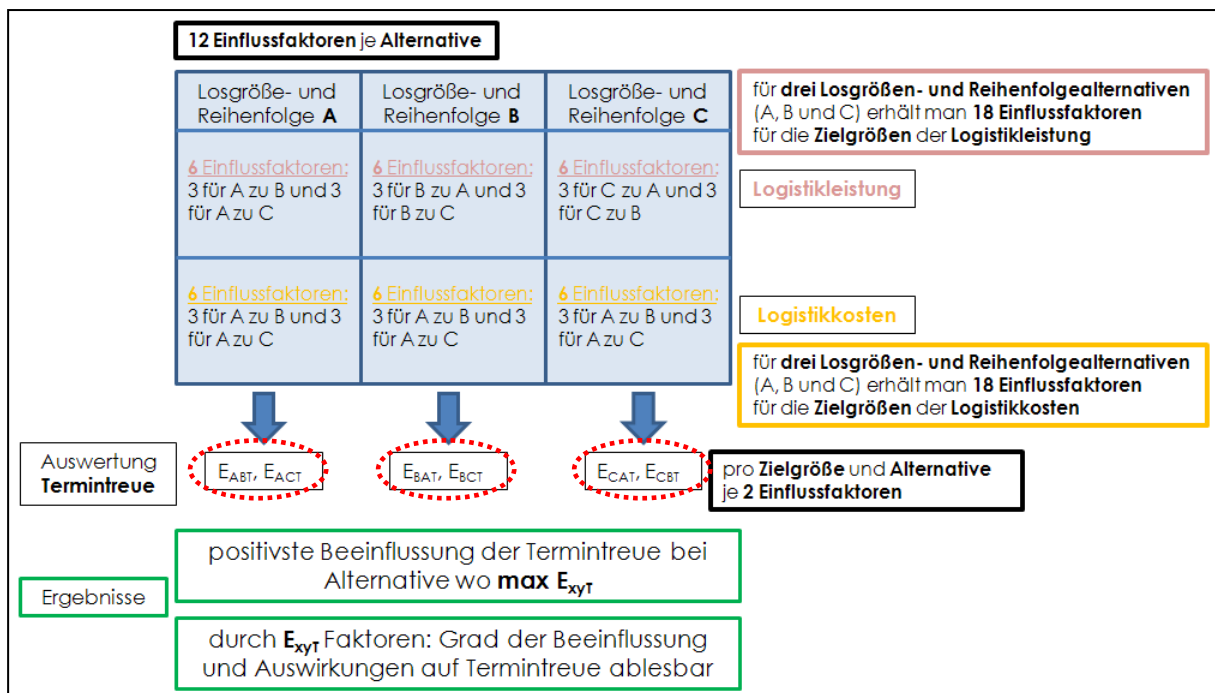 12 Einflussfaktoren je Alternative
Losgröße- und
Reihenfolge A
Losgröße- und
Reihenfolge B
Losgröße- und
Reihenfolge C
für drei Losgrößen- und Reihenfolgealternativen
(A, B und C) erhält man 18 Einflussfaktoren
für die Zielgrößen der Logistikleistung
6 Einflussfaktoren:
3 für A zu B und 3
für A zu C
6 Einflussfaktoren:
3 für B zu A und 3
für B zu C
6 Einflussfaktoren:
3 für C zu A und 3
für C zu B
Logistikleistung
6 Einflussfaktoren:
3 für A zu B und 3
für A zu C
6 Einflussfaktoren:
3 für A zu B und 3
für A zu C
6 Einflussfaktoren:
3 für A zu B und 3
für A zu C
Logistikkosten
für drei Losgrößen- und Reihenfolgealternativen
(A, B und C) erhält man 18 Einflussfaktoren
für die Zielgrößen der Logistikkosten
Auswertung
Termintreue
EABT, EACT
EBAT, EBCT
ECAT, ECBT
pro Zielgröße und Alternative
je 2 Einflussfaktoren
positivste Beeinflussung der Termintreue bei
Alternative wo max ExyT
Ergebnisse
durch ExyT Faktoren: Grad der Beeinflussung
und Auswirkungen auf Termintreue ablesbar